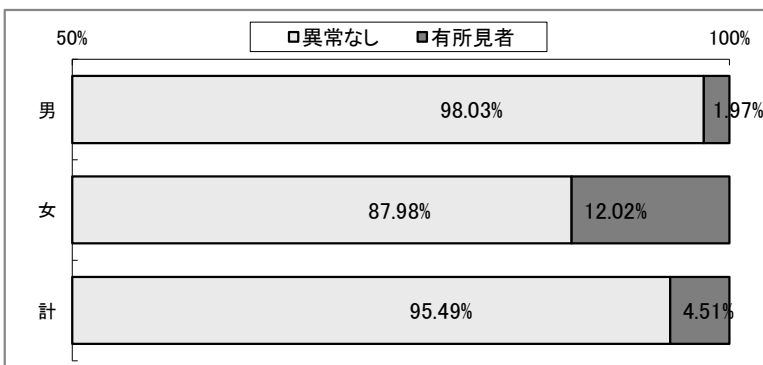 50% □異常なし ■有所見者 100%
男 98.03% 1.97%
女 87.98% 12.02%
計 95.49% 4.51%